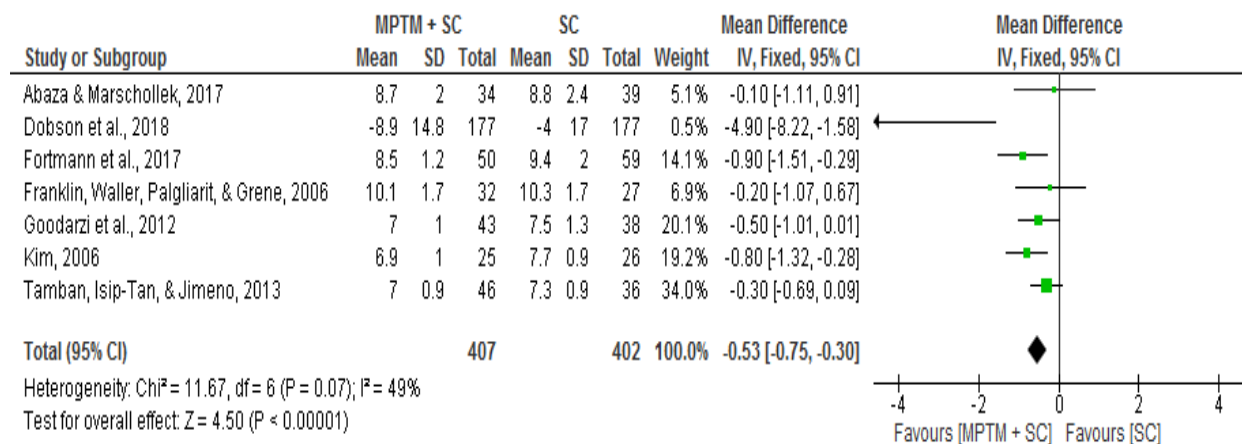 MPTM + SC SC Mean Difference Mean Difference
Study or Subgroup Mean SD Total Mean SD Total Weight IV, Fixed, 95% CI IV, Fixed, 95% CI
Abaza & Marschollek, 2017 8.7 2 34 8.8 2.4 39 5.1% -0.10 [-1.11, 0.91]
Dobson et al., 2018 -8.9 14.8 177 -4 17 177 0.5% -4.90 [-8.22, -1.58]
Fortmann et al., 2017 8.5 1.2 50 9.4 2 59 14.1% -0.90 [-1.51, -0.29]
Franklin, Waller, Palgliarit, & Grene, 2006 10.1 1.7 32 10.3 1.7 27 6.9% -0.20 [-1.07, 0.67]
Goodarzi et al., 2012 7 1 43 7.5 1.3 38 20.1% -0.50 [-1.01, 0.01]
Kim, 2006 6.9 1 25 7.7 0.9 26 19.2% -0.80 [-1.32, -0.28]
Tamban, Isip-Tan, & Jimeno, 2013 7 0.9 46 7.3 0.9 36 34.0% -0.30 [-0.69, 0.09]
Total (95% CI) 407 402 100.0% -0.53 [-0.75, -0.30]
Heterogeneity: Chi² = 11.67, df = 6 (P = 0.07); I² = 49%
Test for overall effect: Z = 4.50 (P < 0.00001)
-4 -2 0 2 4
Favours [MPTM + SC] Favours [SC]